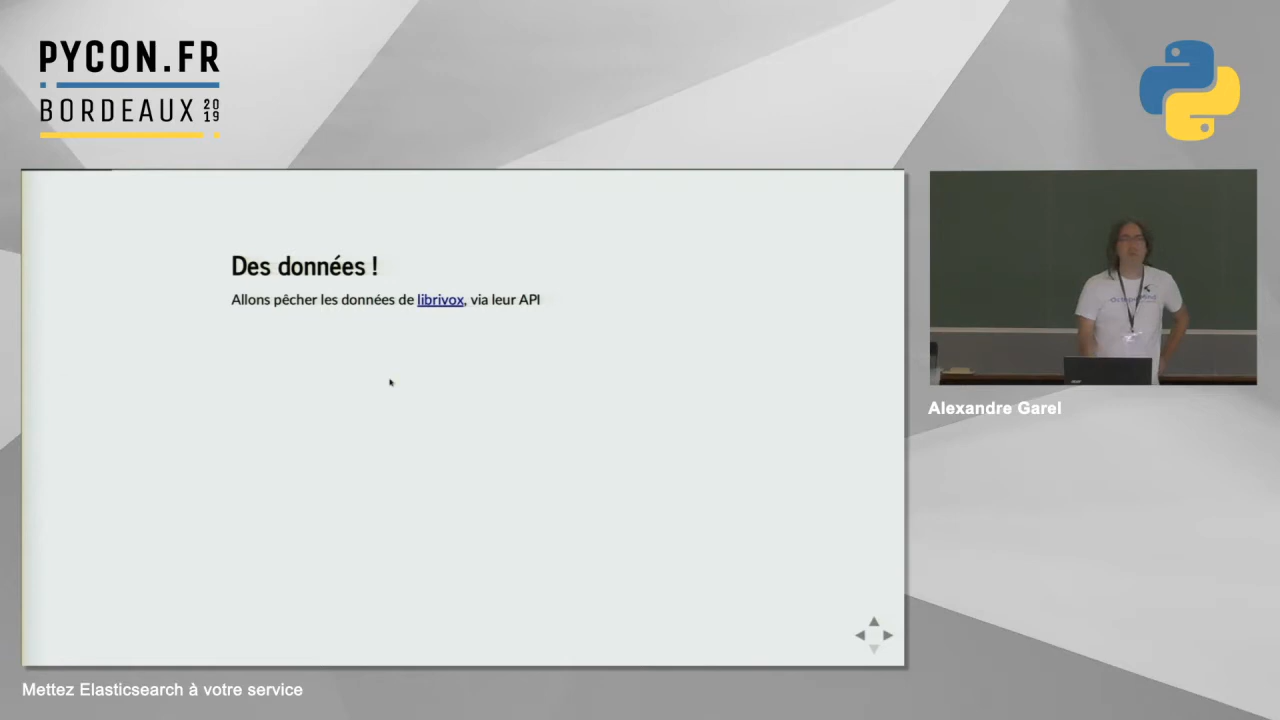 PYCON.FR
BORDEAUX 2019
Des données !
Allons pêcher les données de librivox, via leur API
Alexandre Garel
Mettez Elasticsearch à votre service